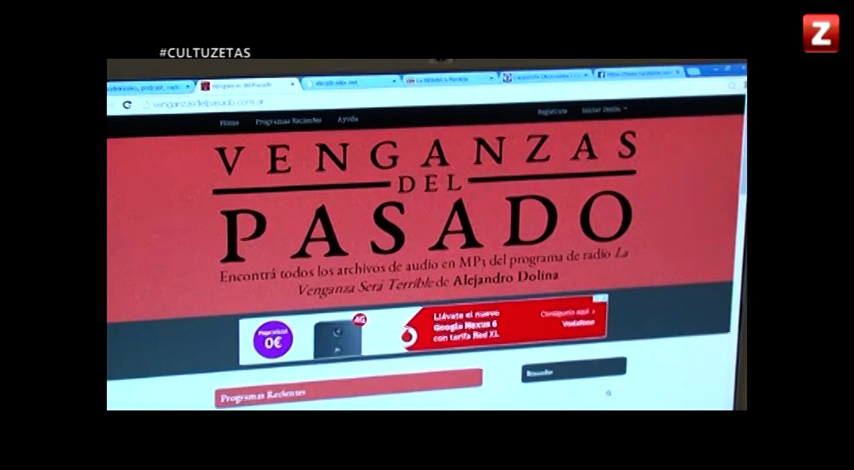 #CULTUZETAS
Z
venganzasdelpasado.com.ar
Home Programas Recientes Ayuda Registrate Iniciar Sesión
VENGANZAS
DEL
PASADO
Encontrá todos los archivos de audio en MP3 del programa de radio La
Venganza Será Terrible de Alejandro Dolina
0€
4G
Llévate el nuevo
Google Nexus 6
con tarifa Red XL
Consíguelo aquí ›
Vodafone
Programas Recientes
Buscador